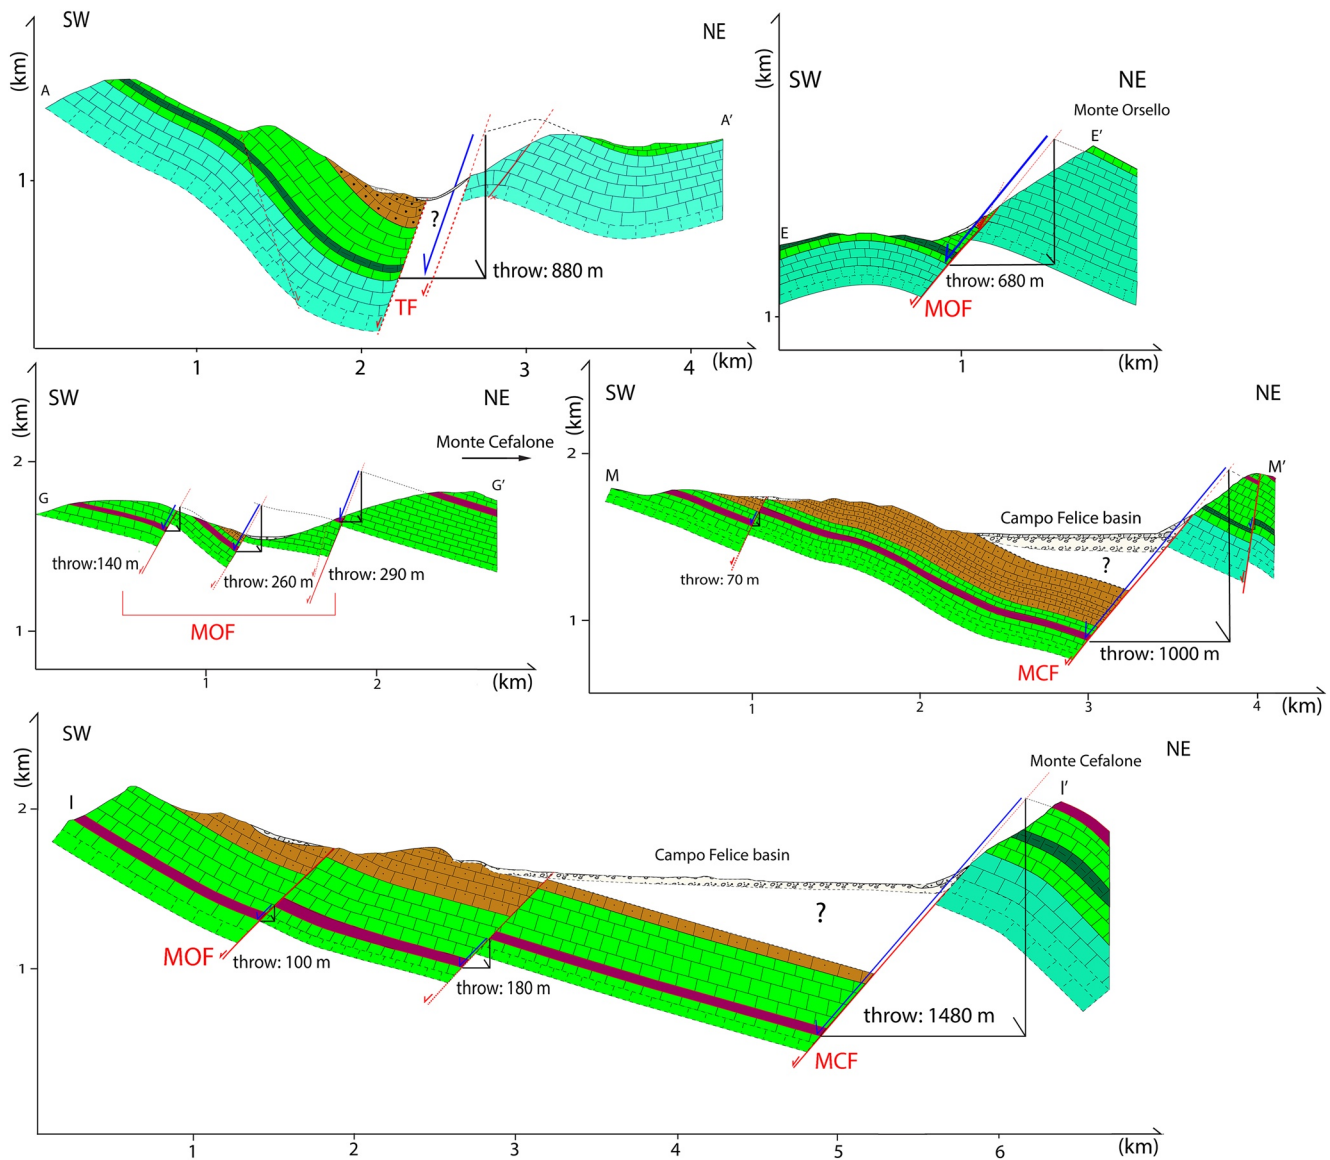 SW
NE
(km)
A
A’
1
?
throw: 880 m
TF
1
2
3
4
(km)
(km)
SW
NE
Monte Orsello
E’
E
throw: 680 m
1
MOF
1
(km)
(km)
SW
NE
Monte Cefalone
2
G
G’
throw:140 m
throw: 260 m
throw: 290 m
1
MOF
1
2
(km)
(km)
SW
NE
2
M
M’
Campo Felice basin
?
throw: 70 m
1
throw: 1000 m
MCF
1
2
3
4
(km)
(km)
SW
NE
Monte Cefalone
I
I’
2
Campo Felice basin
?
1
MOF
throw: 100 m
throw: 180 m
throw: 1480 m
MCF
1
2
3
4
5
6
(km)